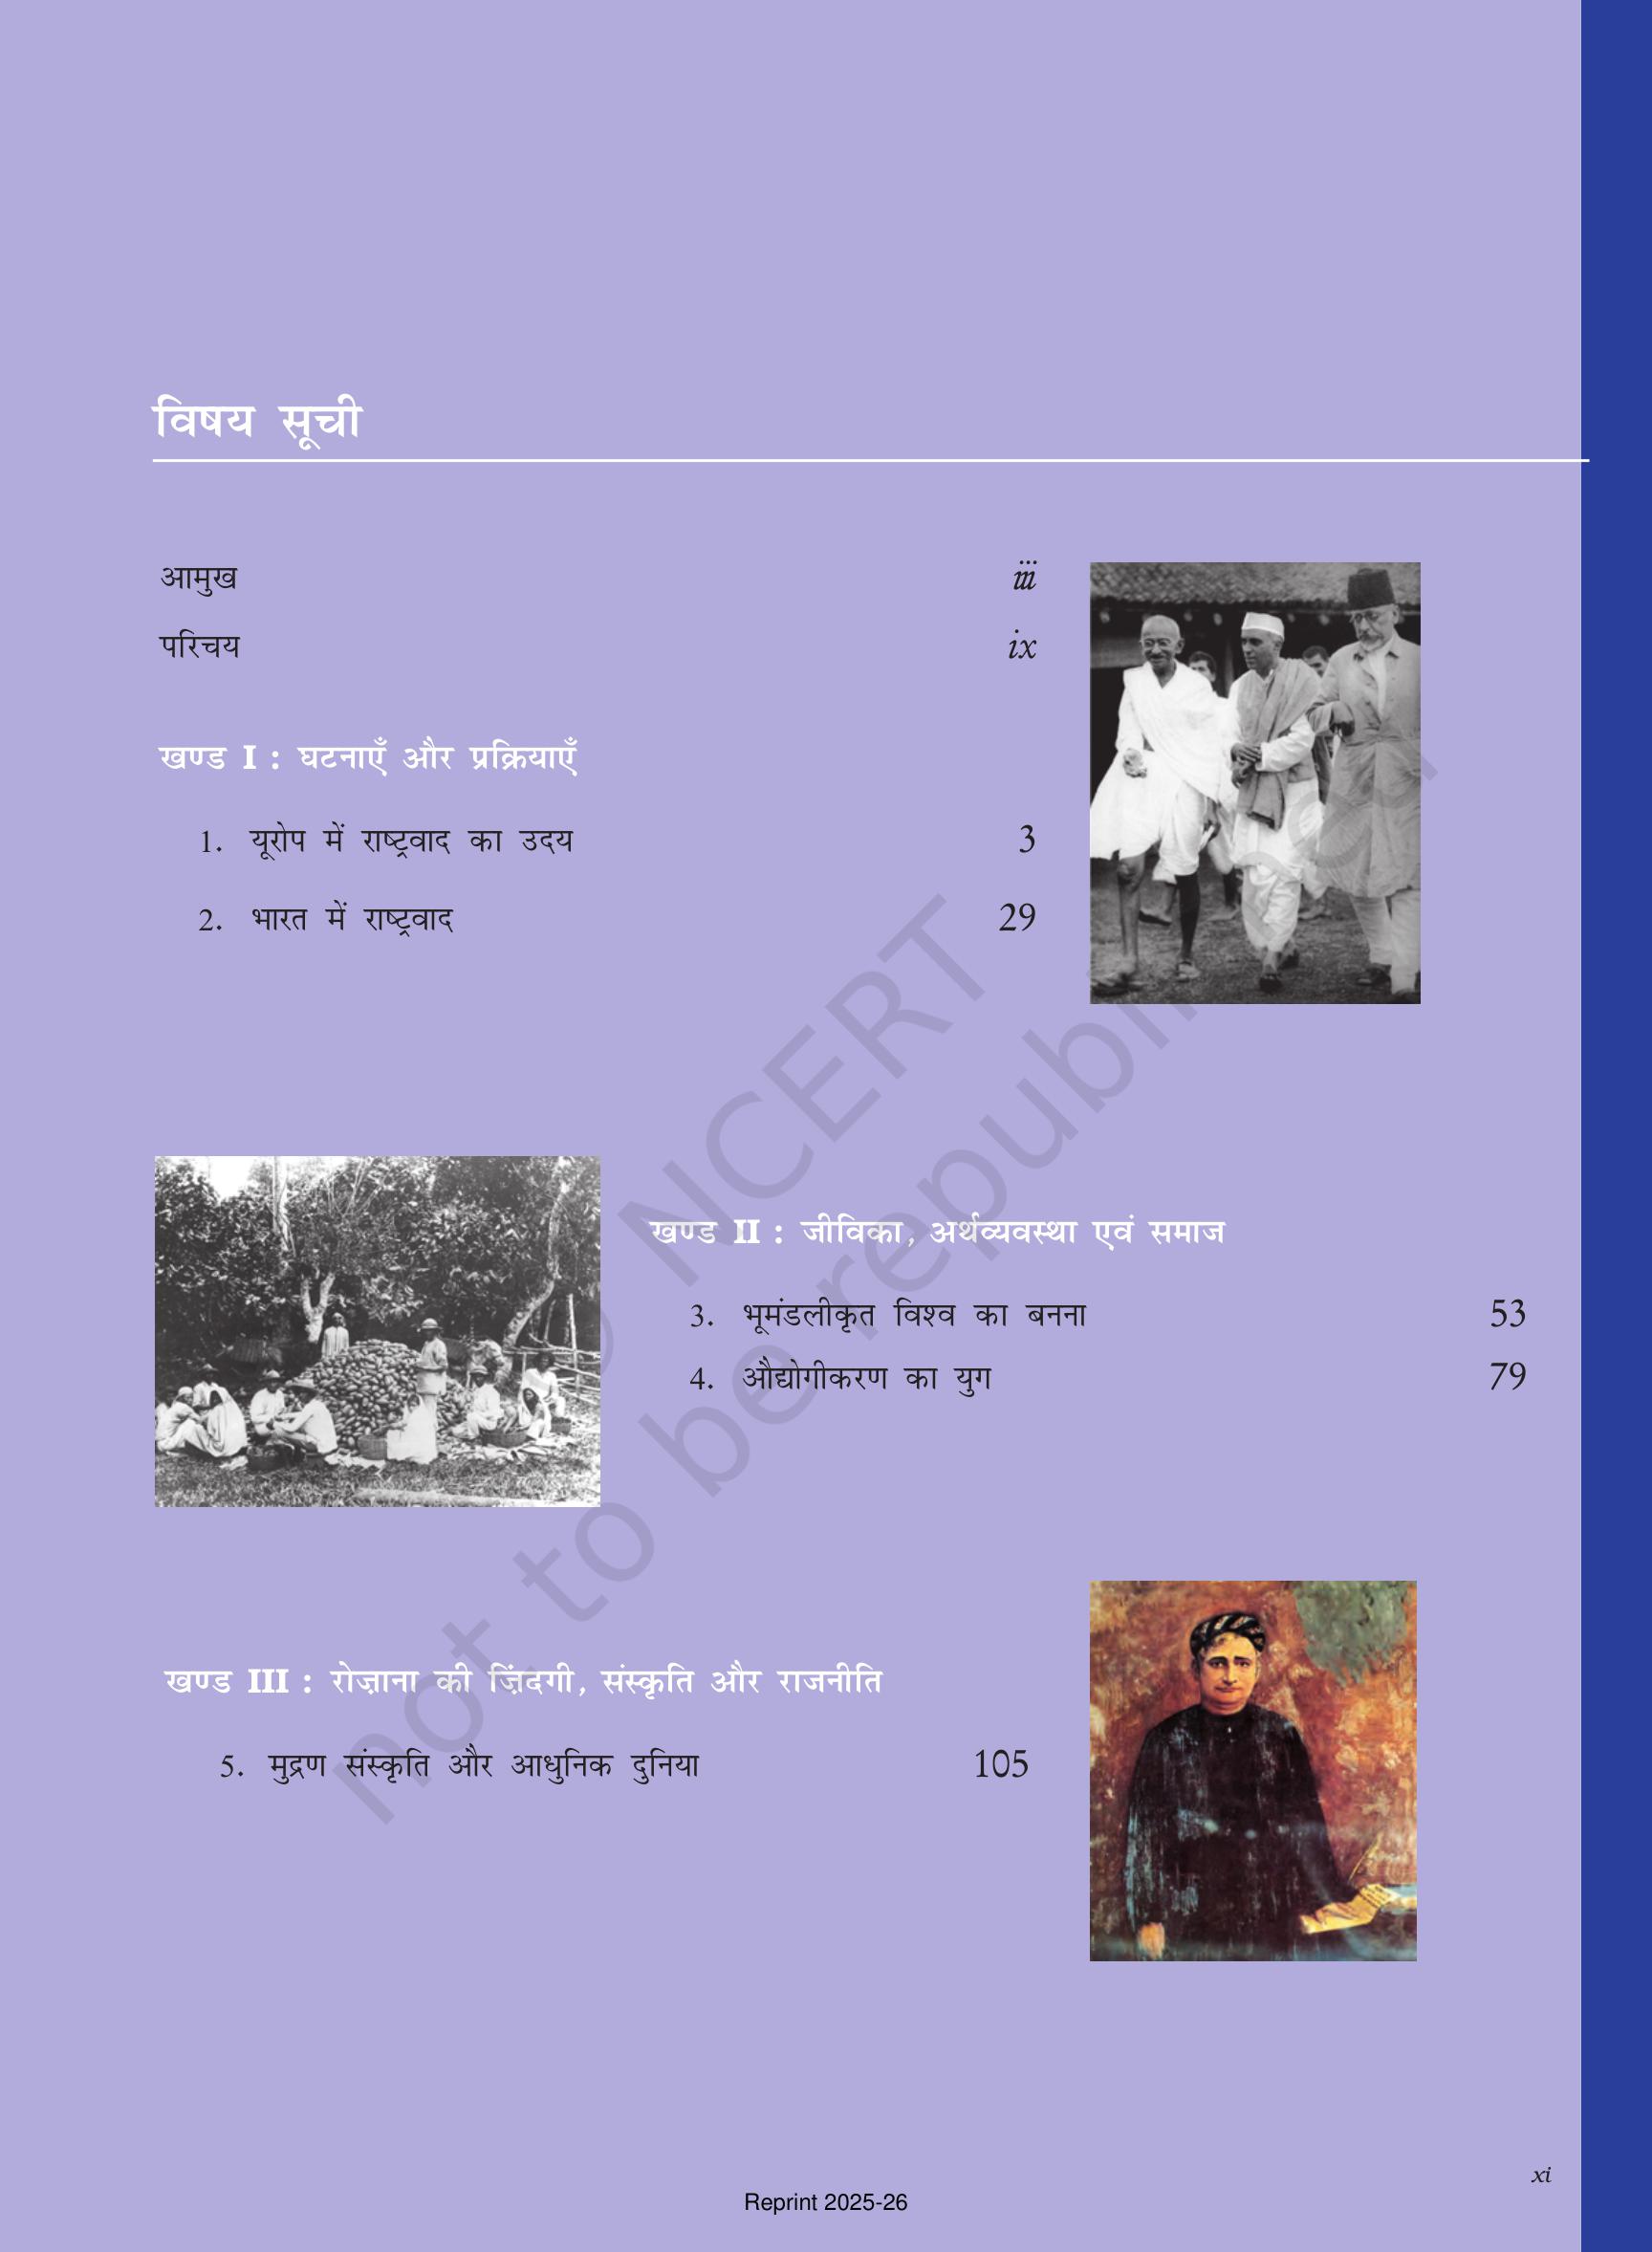 विषय सूची
आमुख iii
परिचय ix
खण्ड I : घटनाएँ और प्रक्रियाएँ
1. यूरोप में राष्ट्रवाद का उदय 3
2. भारत में राष्ट्रवाद 29
खण्ड II : जीविका, अर्थव्यवस्था एवं समाज
3. भूमंडलीकृत विश्व का बनना 53
4. औद्योगीकरण का युग 79
खण्ड III : रोज़ाना की ज़िंदगी, संस्कृति और राजनीति
5. मुद्रण संस्कृति और आधुनिक दुनिया 105
© NCERT
not to be republished
xi
Reprint 2025-26